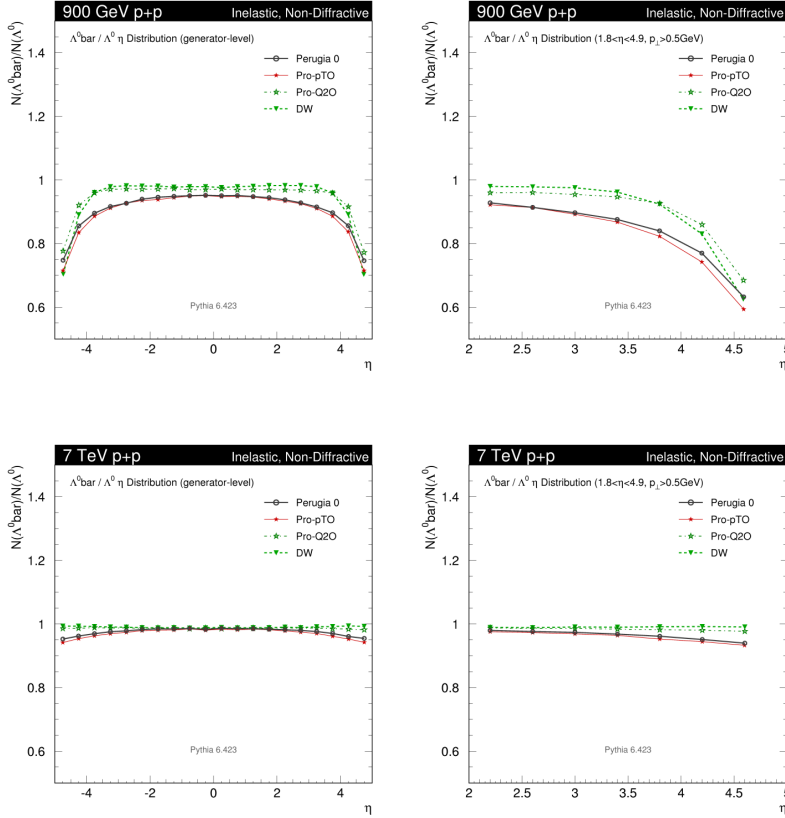 900 GeV p+p Inelastic, Non-Diffractive
Λ⁰bar / Λ⁰ η Distribution (generator-level)
Perugia 0
Pro-pTO
Pro-Q2O
DW
N(Λ⁰bar)/N(Λ⁰)
1.4
1.2
1
0.8
0.6
Pythia 6.423
-4 -2 0 2 4
η
900 GeV p+p Inelastic, Non-Diffractive
Λ⁰bar / Λ⁰ η Distribution (1.8<η<4.9, p⊥>0.5GeV)
Perugia 0
Pro-pTO
Pro-Q2O
DW
N(Λ⁰bar)/N(Λ⁰)
1.4
1.2
1
0.8
0.6
Pythia 6.423
2 2.5 3 3.5 4 4.5 5
η
7 TeV p+p Inelastic, Non-Diffractive
Λ⁰bar / Λ⁰ η Distribution (generator-level)
Perugia 0
Pro-pTO
Pro-Q2O
DW
N(Λ⁰bar)/N(Λ⁰)
1.4
1.2
1
0.8
0.6
Pythia 6.423
-4 -2 0 2 4
η
7 TeV p+p Inelastic, Non-Diffractive
Λ⁰bar / Λ⁰ η Distribution (1.8<η<4.9, p⊥>0.5GeV)
Perugia 0
Pro-pTO
Pro-Q2O
DW
N(Λ⁰bar)/N(Λ⁰)
1.4
1.2
1
0.8
0.6
Pythia 6.423
2 2.5 3 3.5 4 4.5 5
η